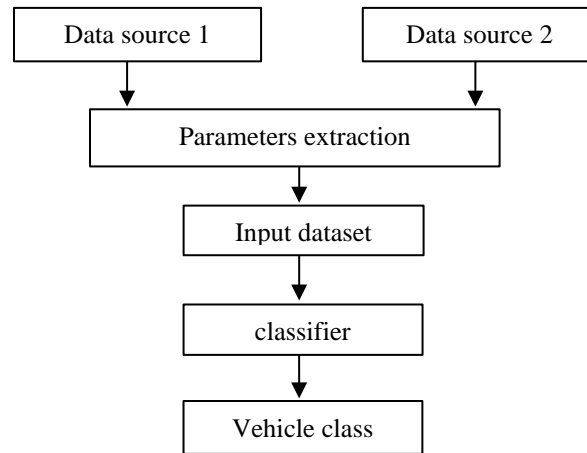 Data source 1
Data source 2
Parameters extraction
Input dataset
classifier
Vehicle class